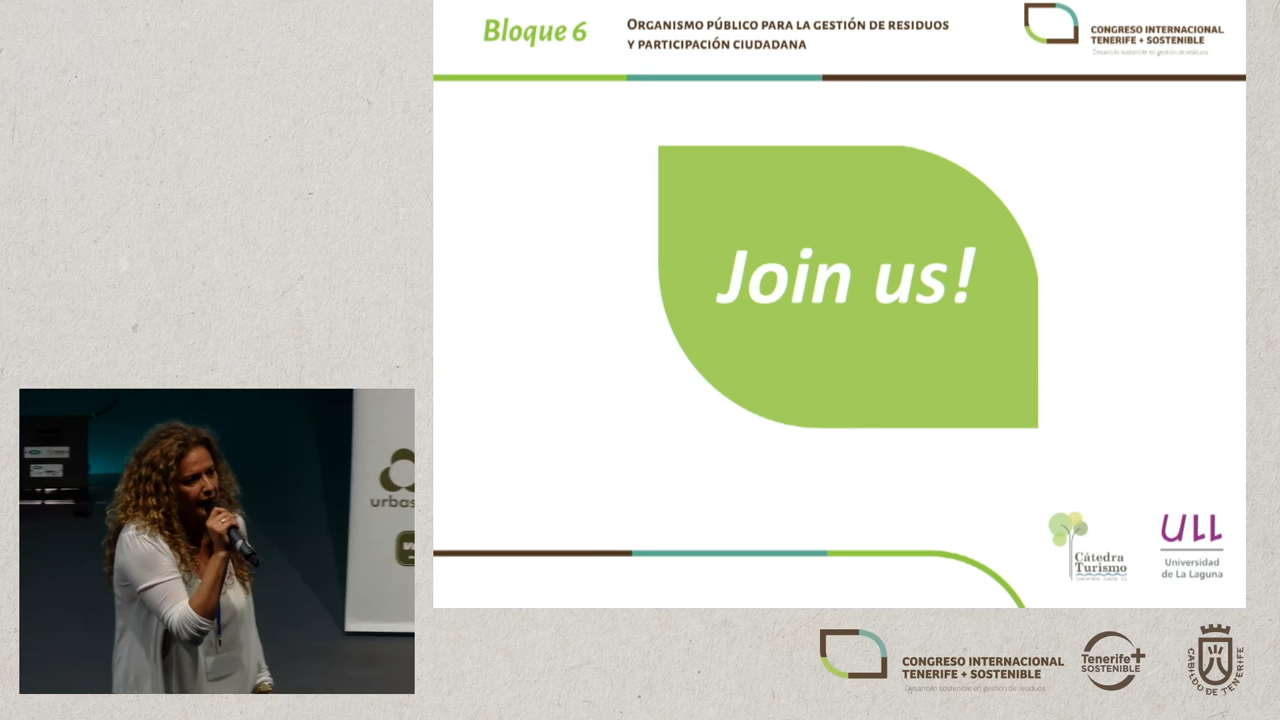 Bloque 6
ORGANISMO PÚBLICO PARA LA GESTIÓN DE RESIDUOS
Y PARTICIPACIÓN CIUDADANA
CONGRESO INTERNACIONAL
TENERIFE + SOSTENIBLE
Desarrollo sostenible en gestión de residuos
Join us!
Cátedra
Turismo
ULL
Universidad
de La Laguna
urbas
CONGRESO INTERNACIONAL
TENERIFE + SOSTENIBLE
Desarrollo sostenible en gestión de residuos
Tenerife+
SOSTENIBLE
CABILDO DE TENERIFE